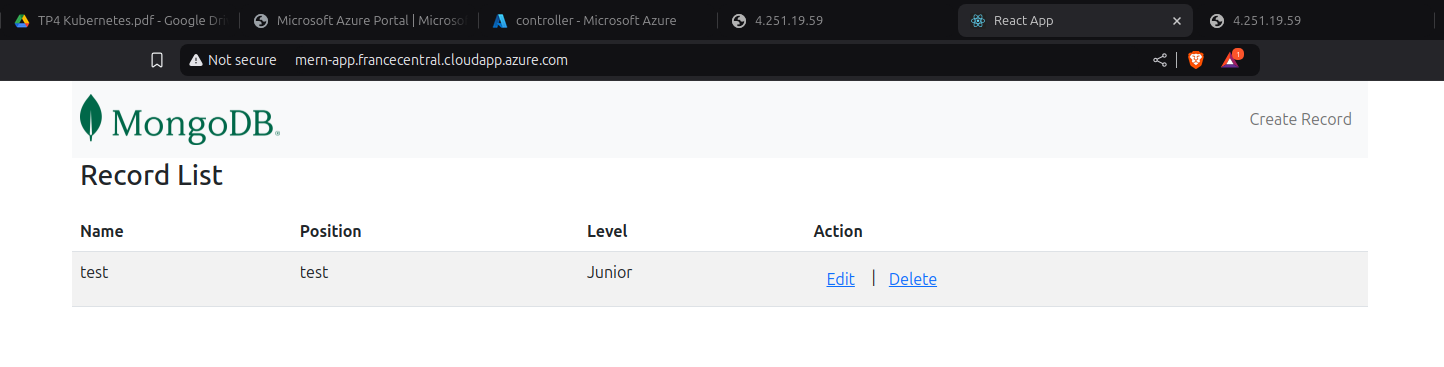 TP4 Kubernetes.pdf - Google Dri
Microsoft Azure Portal | Microsof
controller - Microsoft Azure
4.251.19.59
React App
4.251.19.59
Not secure
mern-app.francecentral.cloudapp.azure.com
1
MongoDB®
Create Record
Record List
Name Position Level Action
test test Junior Edit | Delete